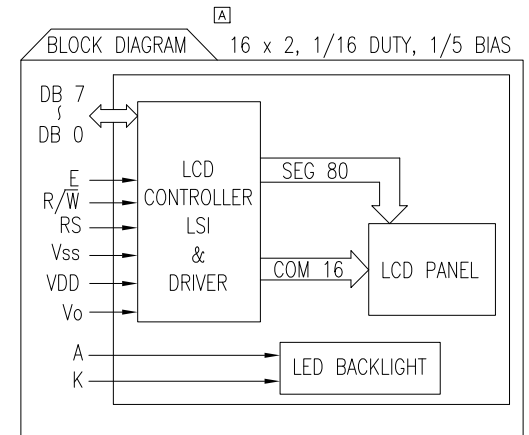 A
BLOCK DIAGRAM
16 x 2, 1/16 DUTY, 1/5 BIAS
DB 7
~
DB 0
E
R/W̅
RS
Vss
VDD
Vo
A
K
LCD
CONTROLLER
LSI
&
DRIVER
SEG 80
COM 16
LCD PANEL
LED BACKLIGHT